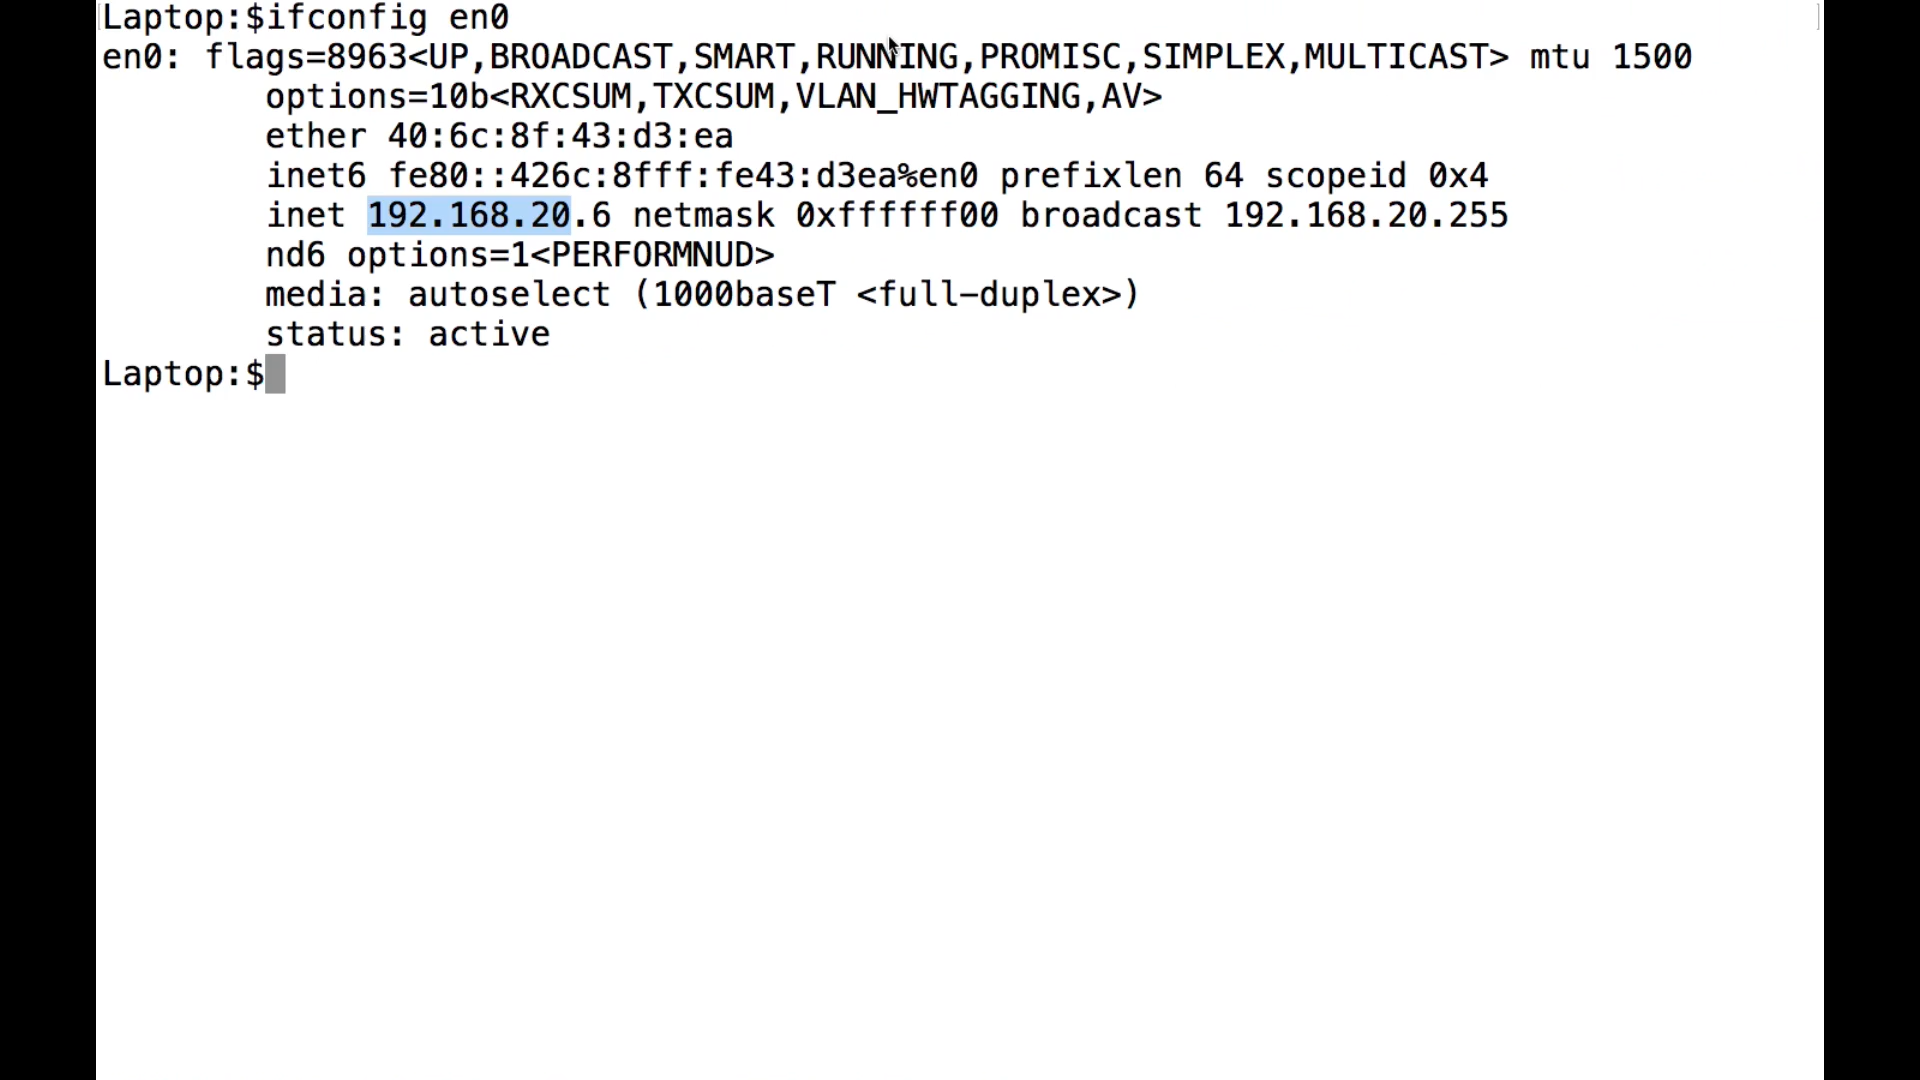 Laptop:$ifconfig en0
en0: flags=8963<UP,BROADCAST,SMART,RUNNING,PROMISC,SIMPLEX,MULTICAST> mtu 1500
options=10b<RXCSUM,TXCSUM,VLAN_HWTAGGING,AV>
ether 40:6c:8f:43:d3:ea
inet6 fe80::426c:8fff:fe43:d3ea%en0 prefixlen 64 scopeid 0x4
inet 192.168.20.6 netmask 0xffffff00 broadcast 192.168.20.255
nd6 options=1<PERFORMNUD>
media: autoselect (1000baseT <full-duplex>)
status: active
Laptop:$